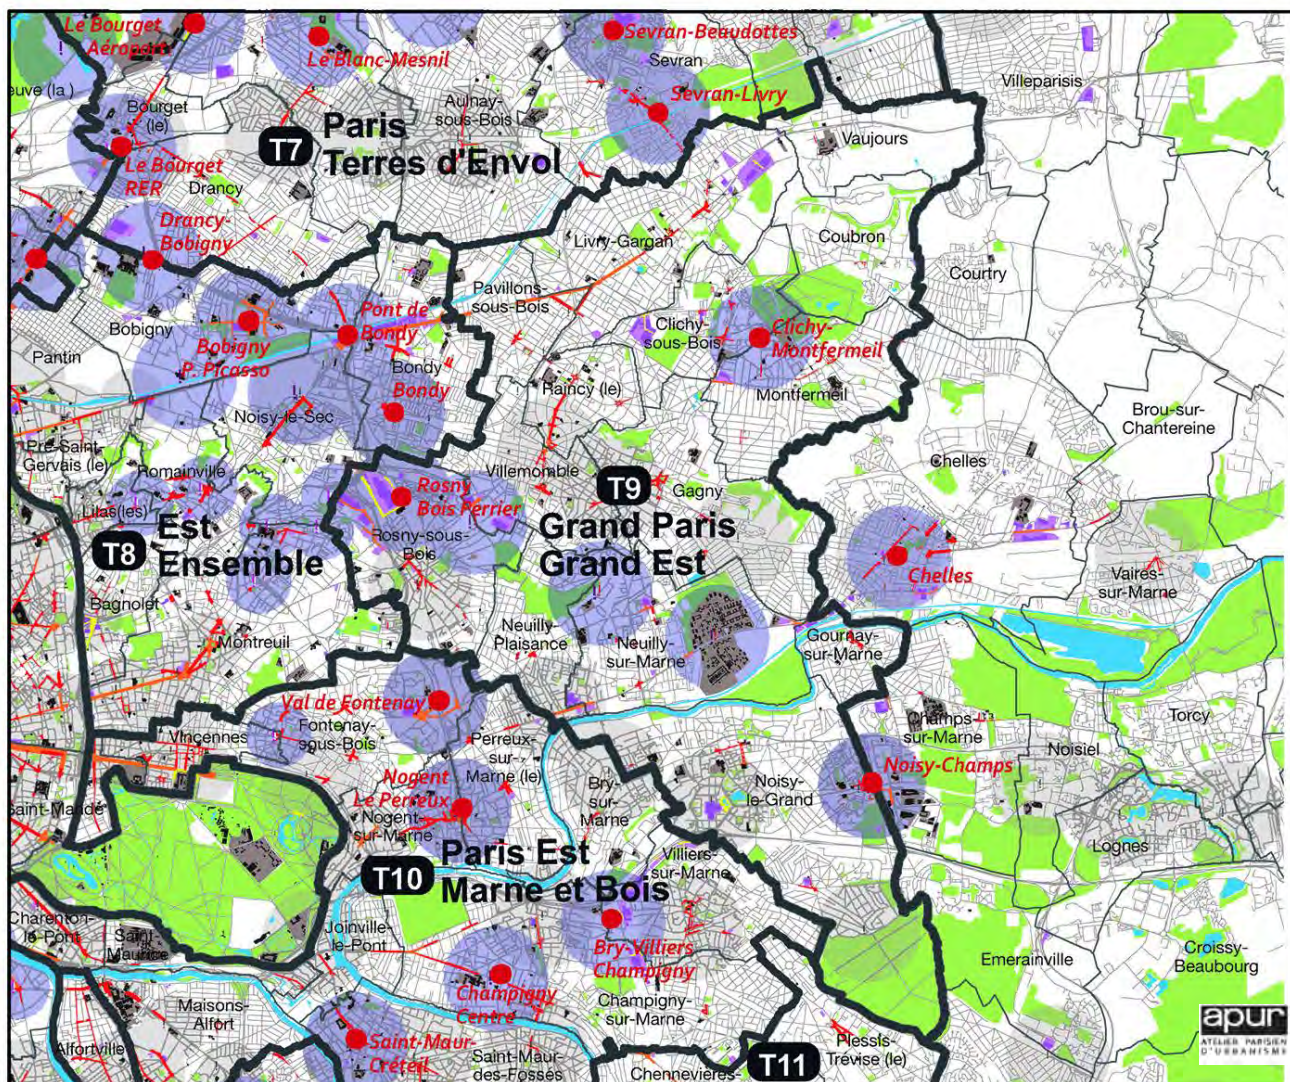 Le Bourget
Aéroport
Le Blanc-Mesnil
Sevran-Beaudottes
Sevran
Villeparisis
euve (la )
Bourget
(le)
Aulnay-
sous-Bois
Sevran-Livry
Vaujours
T7
Paris
Terres d'Envol
Le Bourget
RER
Drancy
Drancy-
Bobigny
Livry-Gargan
Coubron
Courtry
Pavillons-
sous-Bois
Bobigny
Pont de
Bondy
Clichy-
sous-Bois
Clichy-
Montfermeil
Pantin
Bobigny
P. Picasso
Bondy
Bondy
Raincy (le)
Montfermeil
Noisy-le-Sec
Brou-sur-
Chantereine
Pré-Saint-
Gervais (le)
Romainville
Villemomble
Chelles
T9
Gagny
Rosny
Bois Perrier
Lilas(les)
Grand Paris
Grand Est
T8
Est
Ensemble
Rosny-sous-
Bois
Chelles
Vaires-
sur-Marne
Bagnolet
Montreuil
Neuilly-
Plaisance
Neuilly-
sur-Marne
Gournay-
sur-Marne
Val de Fontenay
Fontenay-
sous-Bois
Vincennes
Perreux-
sur-
Marne (le)
Champs-
sur-Marne
Torcy
Noisiel
Noisy-Champs
Saint-Mandé
Nogent
Le Perreux
Nogent-
sur-Marne
Bry-
sur-
Marne
Noisy-
le-Grand
Lognes
T10
Paris Est
Marne et Bois
Villiers-
sur-Marne
Charenton-
le-Pont
Saint-
Maurice
Joinville-
le-Pont
Bry-Villiers
Champigny
Emerainville
Croissy-
Beaubourg
Maisons-
Alfort
Champigny
Centre
Champigny-
sur-Marne
Alfortville
Saint-Maur-
Créteil
Saint-Maur-
des-Fossés
Chennevières-
T11
Plessis-
Trévise (le)
apur
ATELIER PARISIEN
D'URBANISME